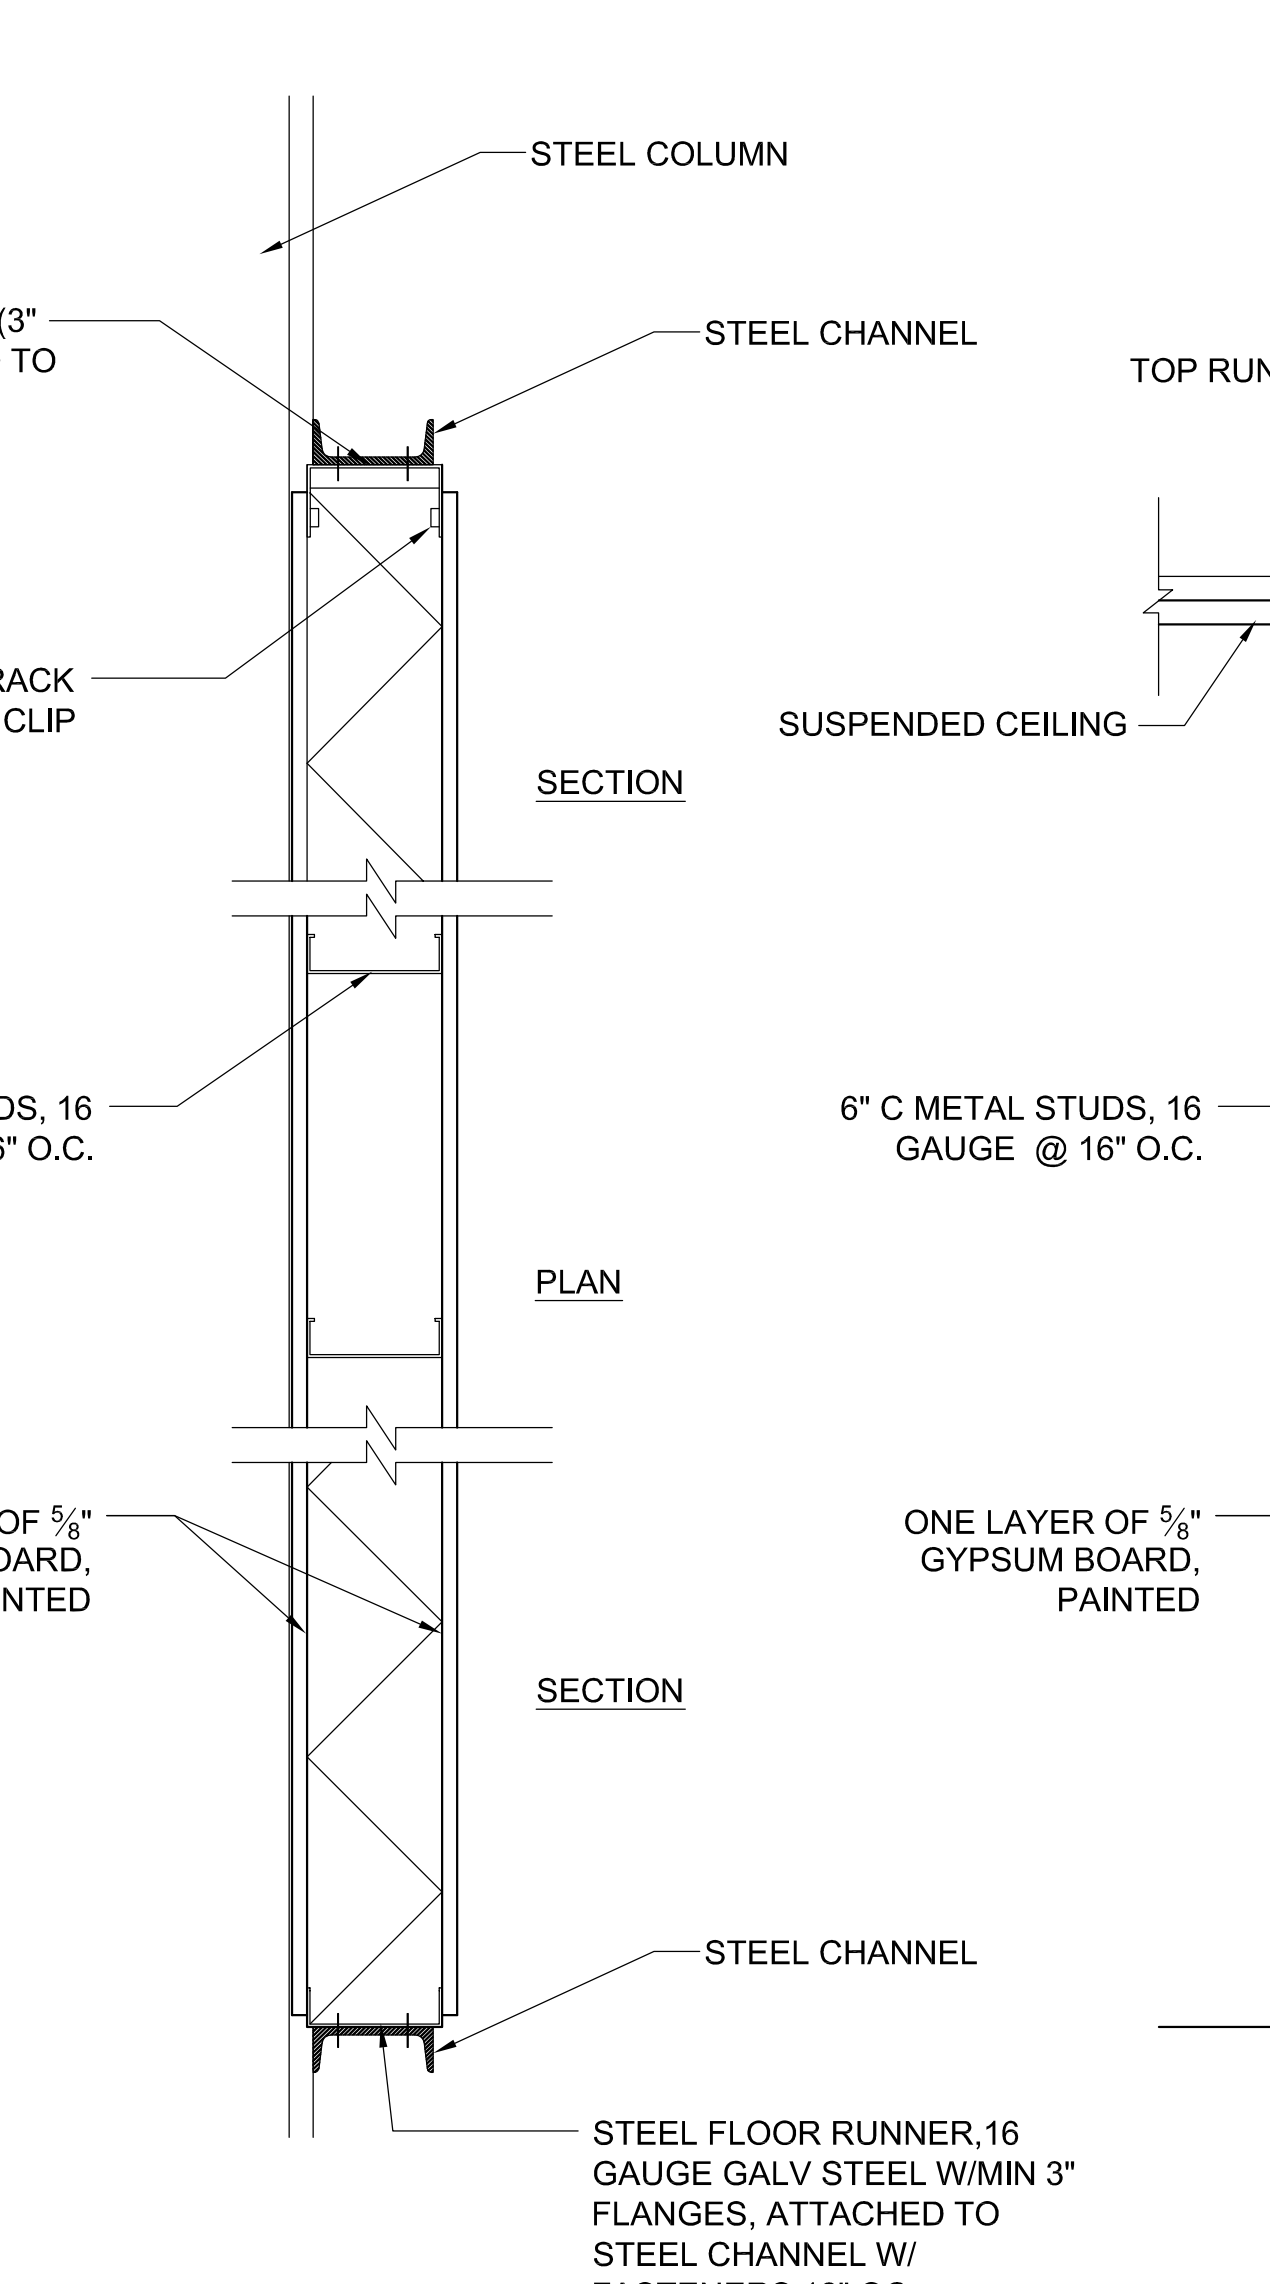 STEEL COLUMN
(3"
TO
STEEL CHANNEL
TOP RUN
RACK
CLIP
SUSPENDED CEILING
SECTION
DS, 16
6" O.C.
6" C METAL STUDS, 16
GAUGE @ 16" O.C.
PLAN
OF 5⁄8"
OARD,
NTED
ONE LAYER OF 5⁄8"
GYPSUM BOARD,
PAINTED
SECTION
STEEL CHANNEL
STEEL FLOOR RUNNER,16
GAUGE GALV STEEL W/MIN 3"
FLANGES, ATTACHED TO
STEEL CHANNEL W/